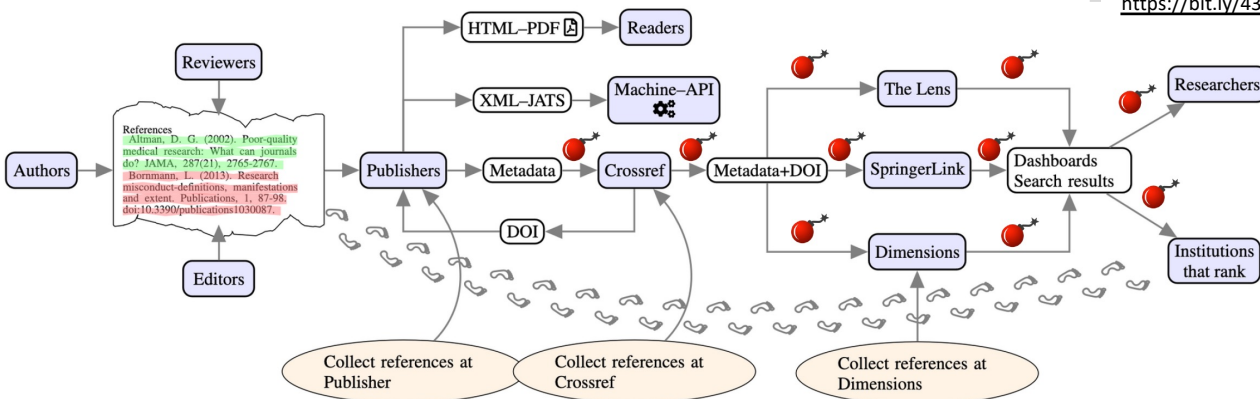 https://bit.ly/43
HTML–PDF
Readers
Reviewers
XML–JATS
Machine–API
The Lens
Researchers
References
Altman, D. G. (2002). Poor-quality
medical research: What can journals
do? JAMA, 287(21), 2765-2767.
Bornmann, L. (2013). Research
misconduct-definitions, manifestations
and extent. Publications, 1, 87-98.
doi:10.3390/publications1030087.
Authors
Publishers
Metadata
Crossref
Metadata+DOI
SpringerLink
Dashboards
Search results
DOI
Editors
Dimensions
Institutions
that rank
Collect references at
Publisher
Collect references at
Crossref
Collect references at
Dimensions